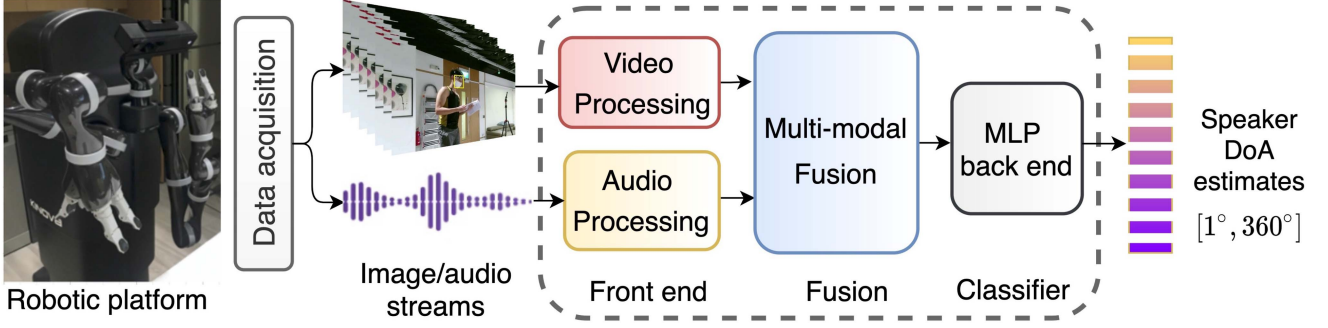 KINOVA
Robotic platform
Data acquisition
Image/audio
streams
Video
Processing
Audio
Processing
Front end
Multi-modal
Fusion
Fusion
MLP
back end
Classifier
Speaker
DoA
estimates
[1°, 360°]